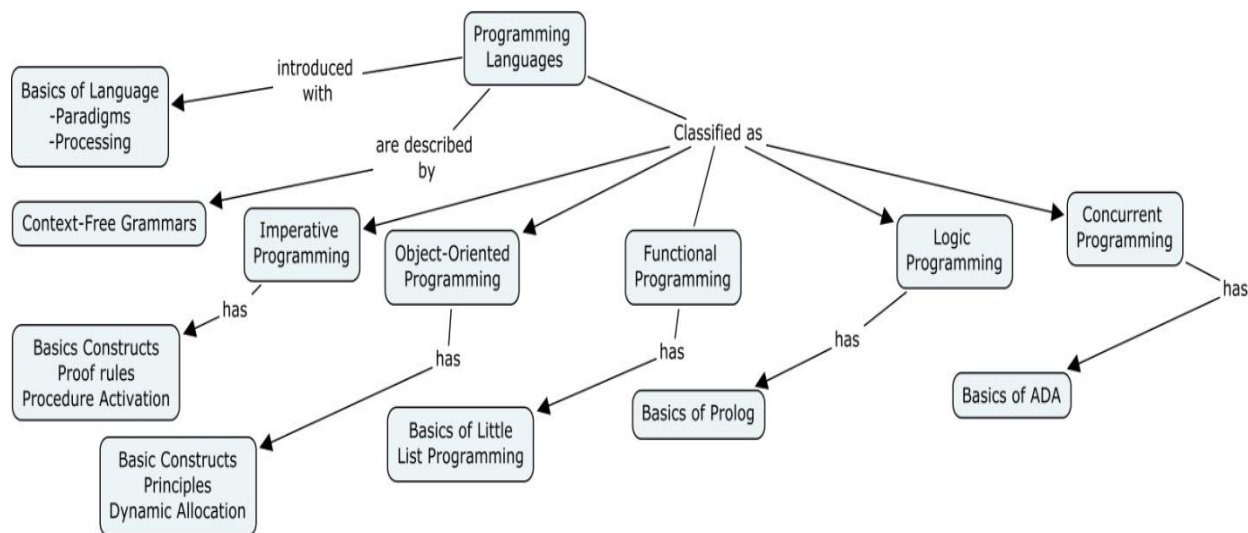 Programming
Languages
introduced
with
Basics of Language
-Paradigms
-Processing
Classified as
are described
by
Context-Free Grammars
Imperative
Programming
Object-Oriented
Programming
Functional
Programming
Logic
Programming
Concurrent
Programming
has
has
has
has
has
Basics Constructs
Proof rules
Procedure Activation
Basic Constructs
Principles
Dynamic Allocation
Basics of Little
List Programming
Basics of Prolog
Basics of ADA